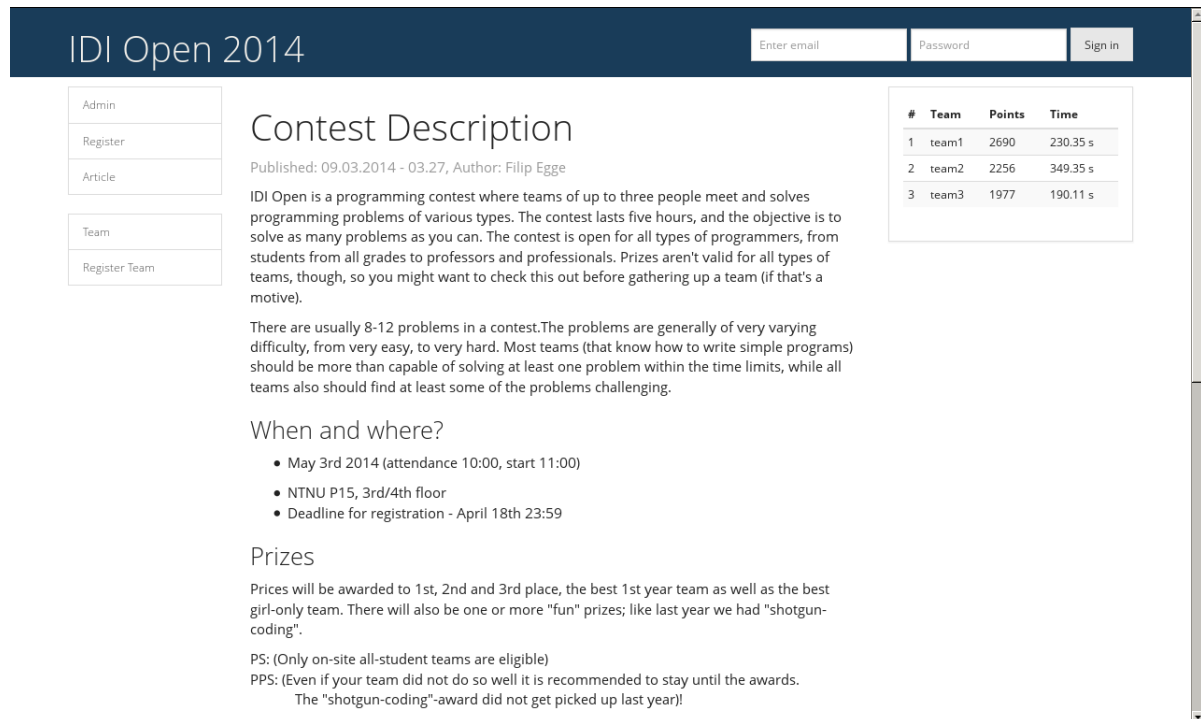 IDI Open 2014
Enter email
Password
Sign in
Admin
Register
Article
Team
Register Team
Contest Description
Published: 09.03.2014 - 03.27, Author: Filip Egge
IDI Open is a programming contest where teams of up to three people meet and solves
programming problems of various types. The contest lasts five hours, and the objective is to
solve as many problems as you can. The contest is open for all types of programmers, from
students from all grades to professors and professionals. Prizes aren't valid for all types of
teams, though, so you might want to check this out before gathering up a team (if that's a
motive).
There are usually 8-12 problems in a contest.The problems are generally of very varying
difficulty, from very easy, to very hard. Most teams (that know how to write simple programs)
should be more than capable of solving at least one problem within the time limits, while all
teams also should find at least some of the problems challenging.
When and where?
● May 3rd 2014 (attendance 10:00, start 11:00)
● NTNU P15, 3rd/4th floor
● Deadline for registration - April 18th 23:59
Prizes
Prices will be awarded to 1st, 2nd and 3rd place, the best 1st year team as well as the best
girl-only team. There will also be one or more "fun" prizes; like last year we had "shotgun-
coding".
PS: (Only on-site all-student teams are eligible)
PPS: (Even if your team did not do so well it is recommended to stay until the awards.
The "shotgun-coding"-award did not get picked up last year)!
# Team Points Time
1 team1 2690 230.35 s
2 team2 2256 349.35 s
3 team3 1977 190.11 s